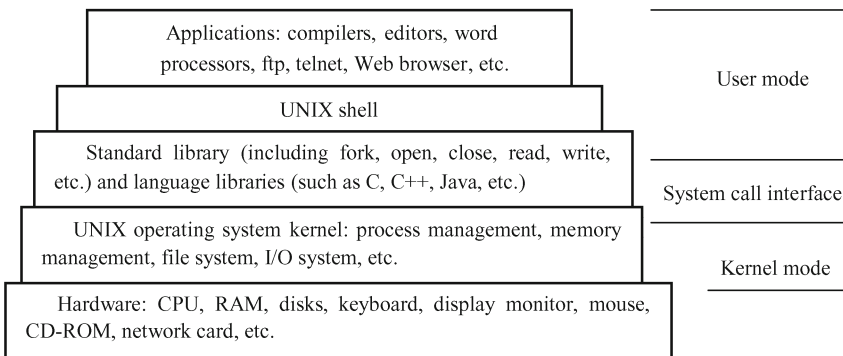 Applications: compilers, editors, word
processors, ftp, telnet, Web browser, etc.
User mode
UNIX shell
Standard library (including fork, open, close, read, write,
etc.) and language libraries (such as C, C++, Java, etc.)
System call interface
UNIX operating system kernel: process management, memory
management, file system, I/O system, etc.
Kernel mode
Hardware: CPU, RAM, disks, keyboard, display monitor, mouse,
CD-ROM, network card, etc.